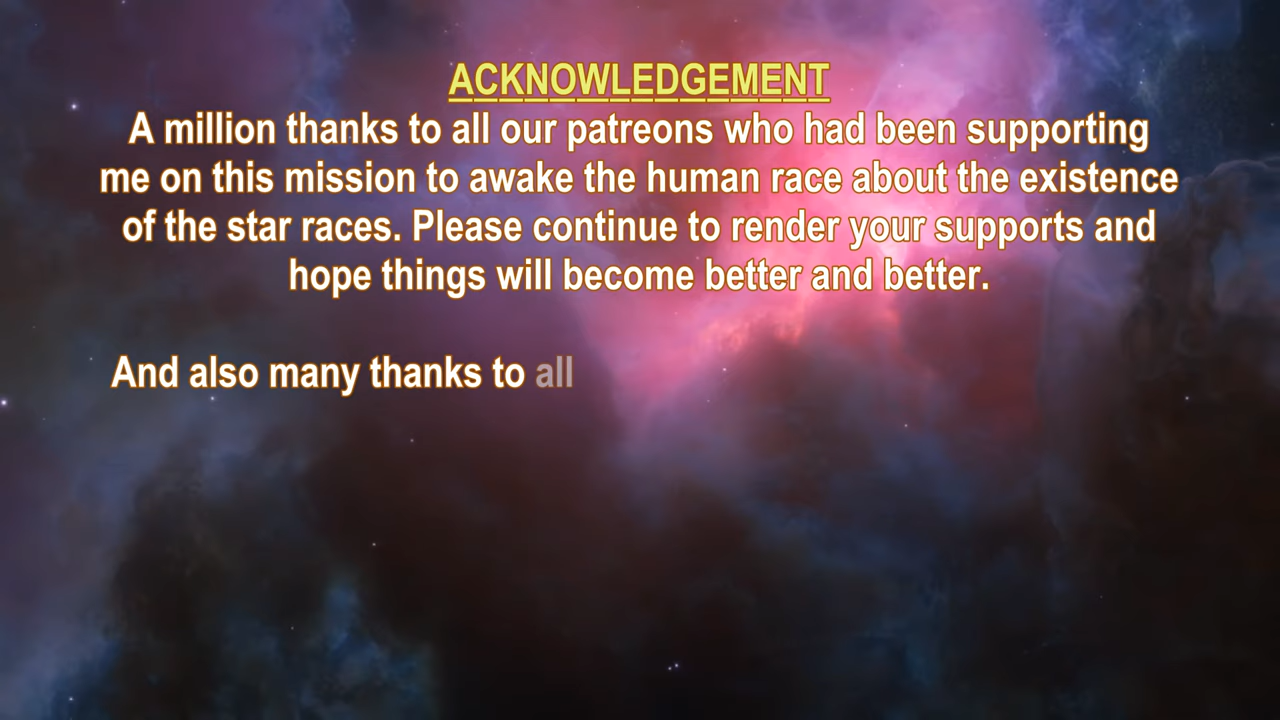 ACKNOWLEDGEMENT
A million thanks to all our patreons who had been supporting
me on this mission to awake the human race about the existence
of the star races. Please continue to render your supports and
hope things will become better and better.
And also many thanks to all